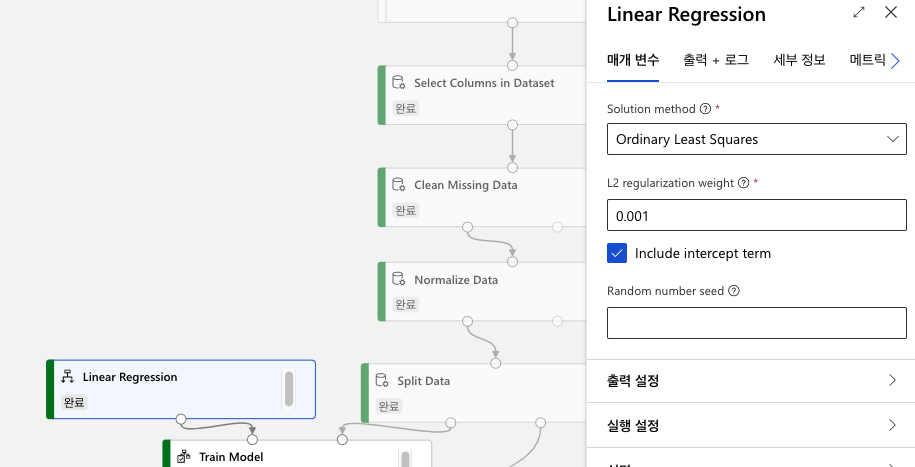 Linear Regression
매개 변수
출력 + 로그
세부 정보
메트릭
Solution method *
Ordinary Least Squares
L2 regularization weight *
0.001
Include intercept term
Random number seed
출력 설정
실행 설정
Select Columns in Dataset
완료
Clean Missing Data
완료
Normalize Data
완료
Linear Regression
완료
Split Data
완료
Train Model